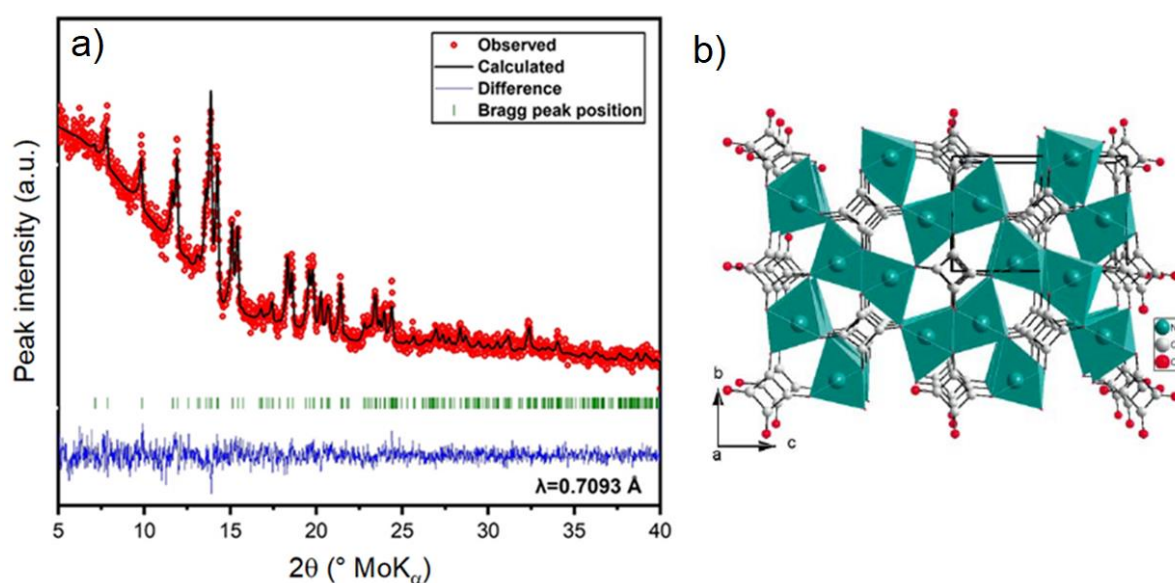 a)
Observed
Calculated
Difference
Bragg peak position
Peak intensity (a.u.)
λ=0.7093 Å
5 10 15 20 25 30 35 40
2θ (° MoKα)
b)
b
a
c